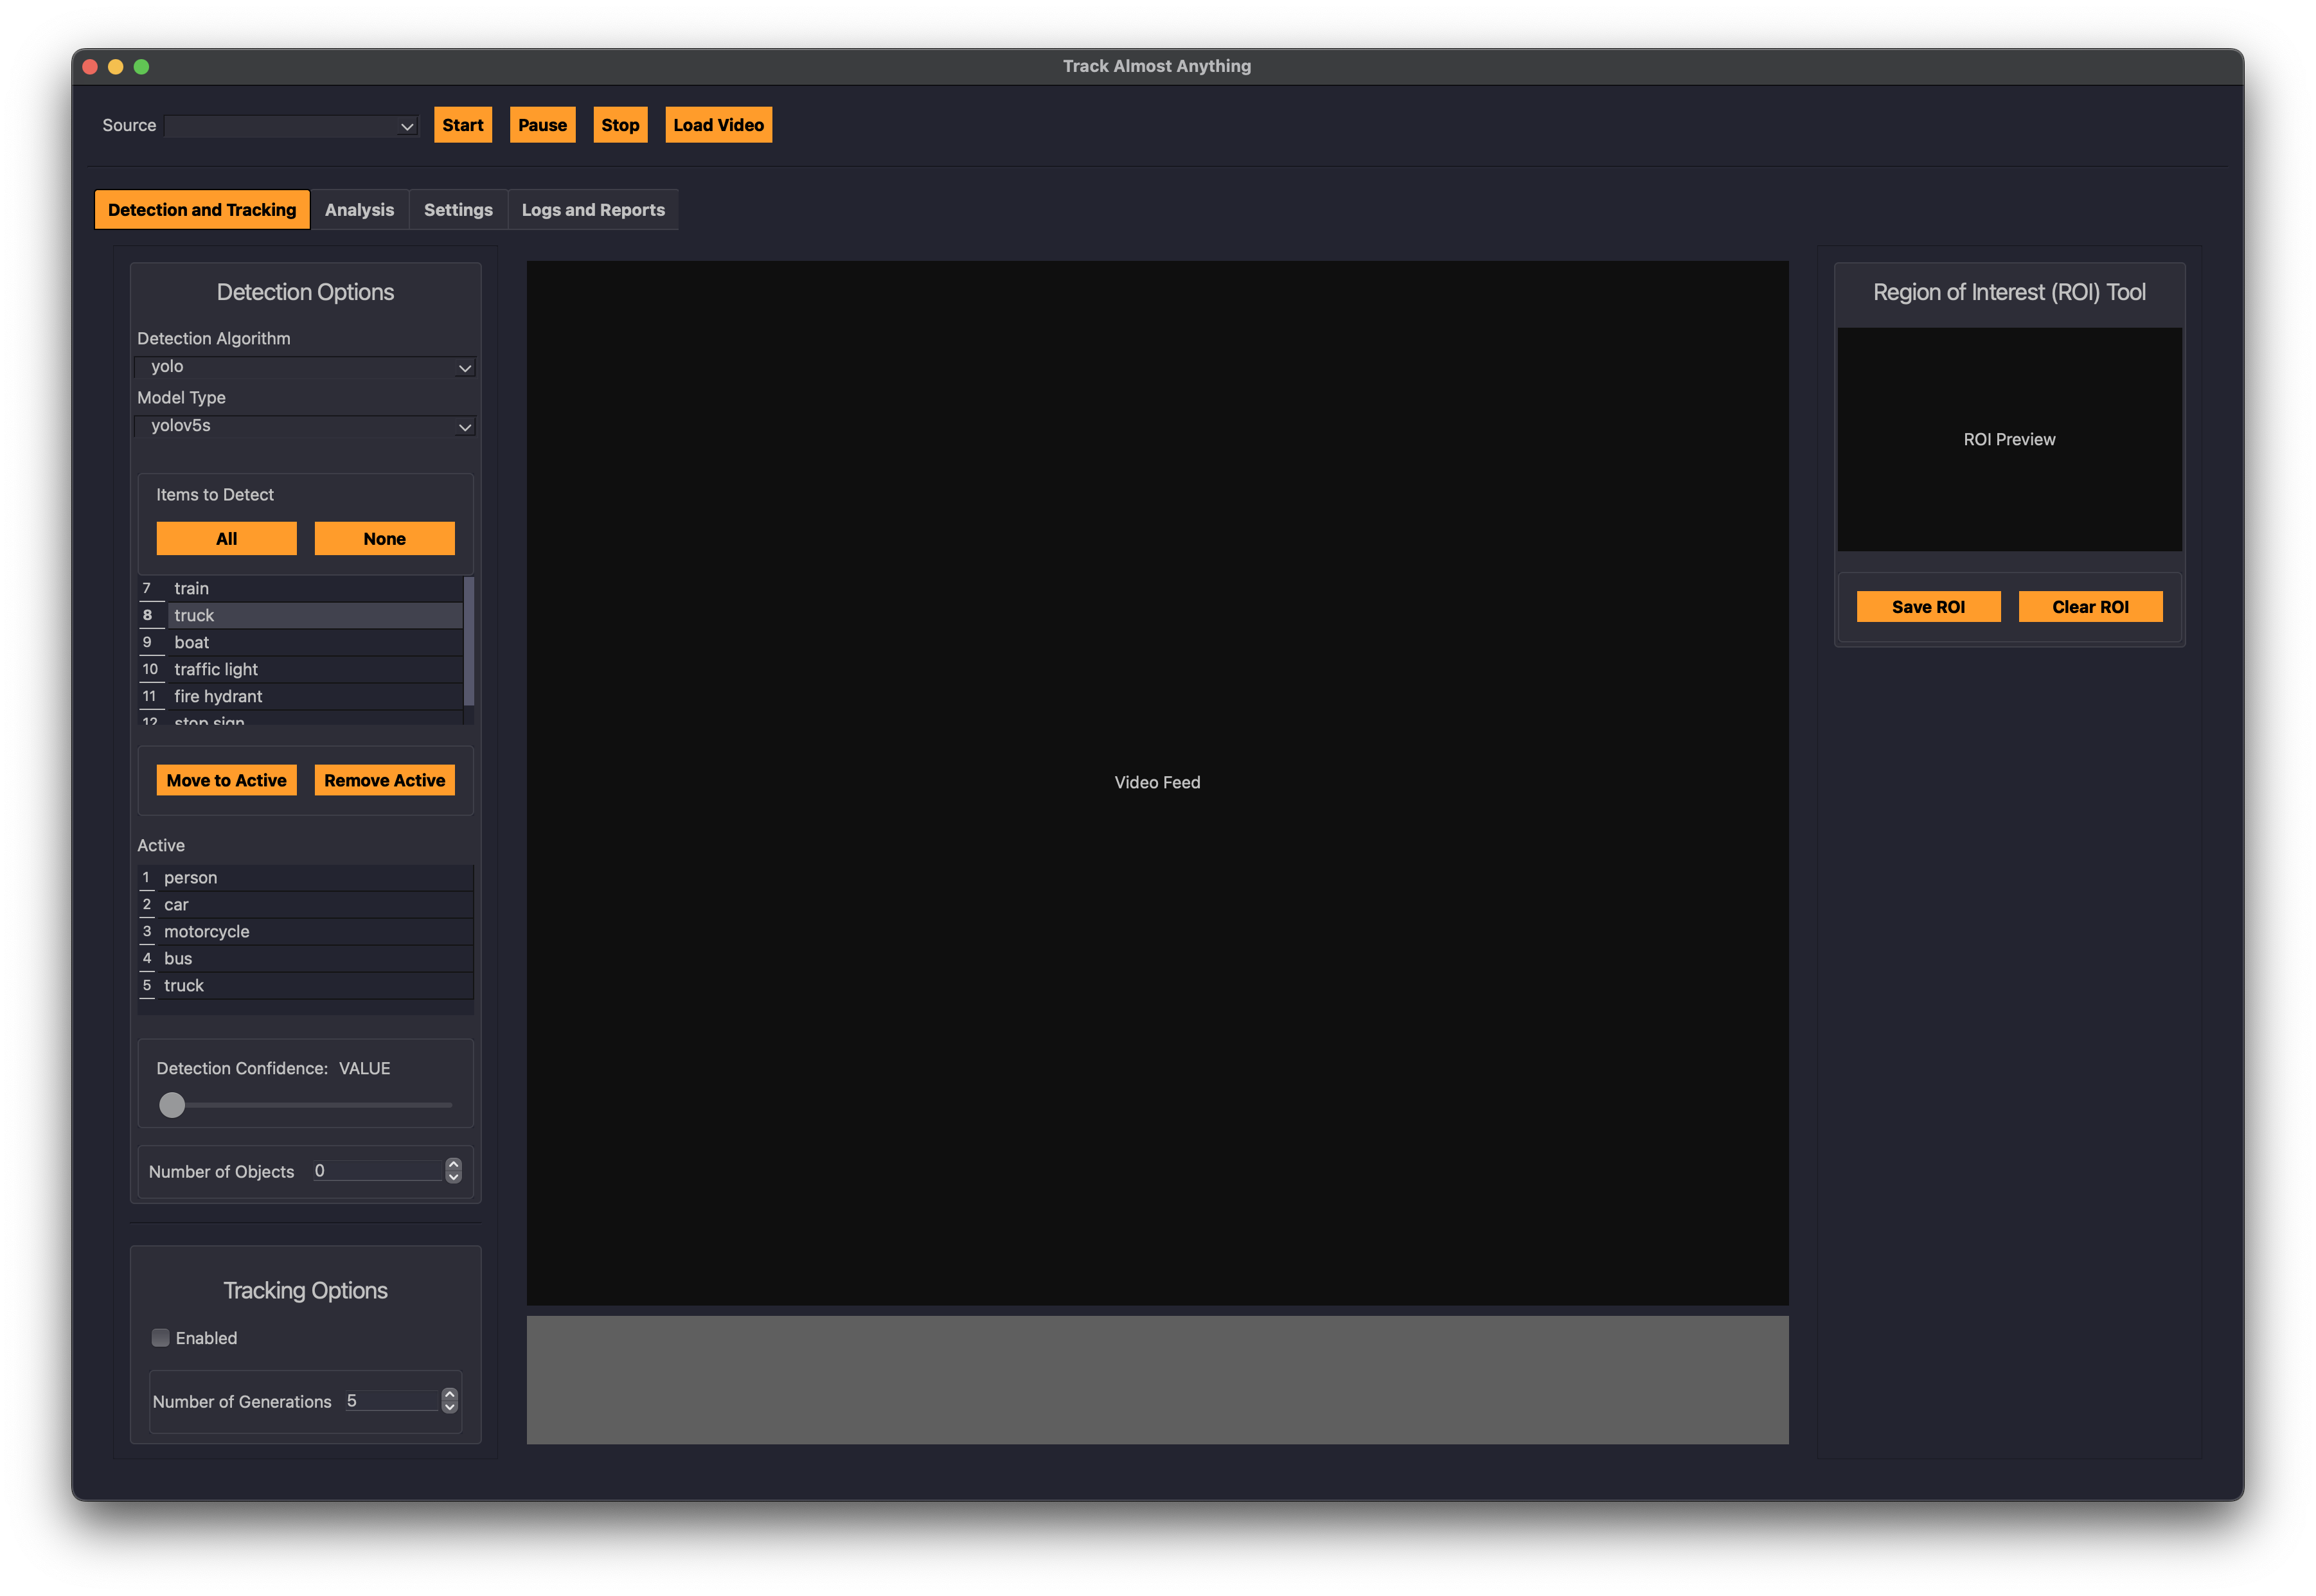 Track Almost Anything
Source Start Pause Stop Load Video
Detection and Tracking Analysis Settings Logs and Reports
Detection Options
Detection Algorithm
yolo
Model Type
yolov5s
Items to Detect
All None
7 train
8 truck
9 boat
10 traffic light
11 fire hydrant
12 stop sign
Move to Active Remove Active
Active
1 person
2 car
3 motorcycle
4 bus
5 truck
Detection Confidence: VALUE
Number of Objects 0
Tracking Options
Enabled
Number of Generations 5
Video Feed
Region of Interest (ROI) Tool
ROI Preview
Save ROI Clear ROI